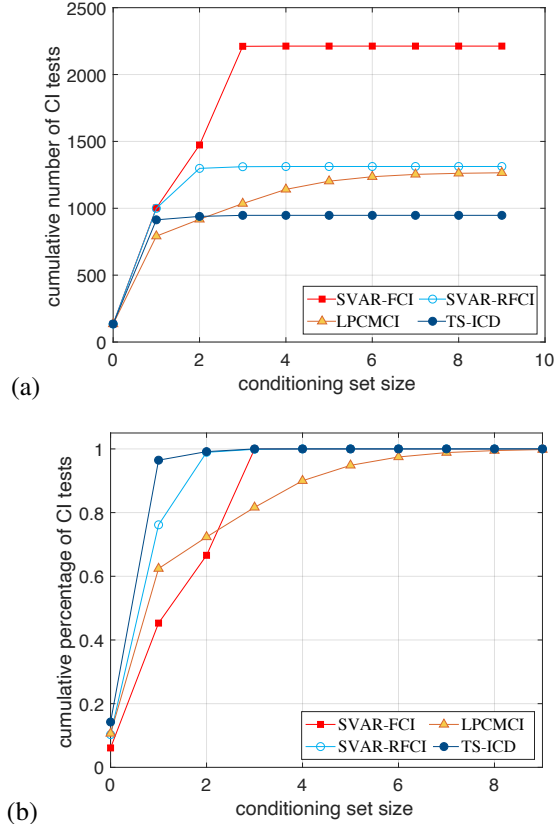 2500
2000
1500
1000
500
0
cumulative number of CI tests
0 2 4 6 8 10
conditioning set size
SVAR-FCI SVAR-RFCI
LPCMCI TS-ICD
(a)
1
0.8
0.6
0.4
0.2
0
cumulative percentage of CI tests
0 2 4 6 8
conditioning set size
SVAR-FCI LPCMCI
SVAR-RFCI TS-ICD
(b)